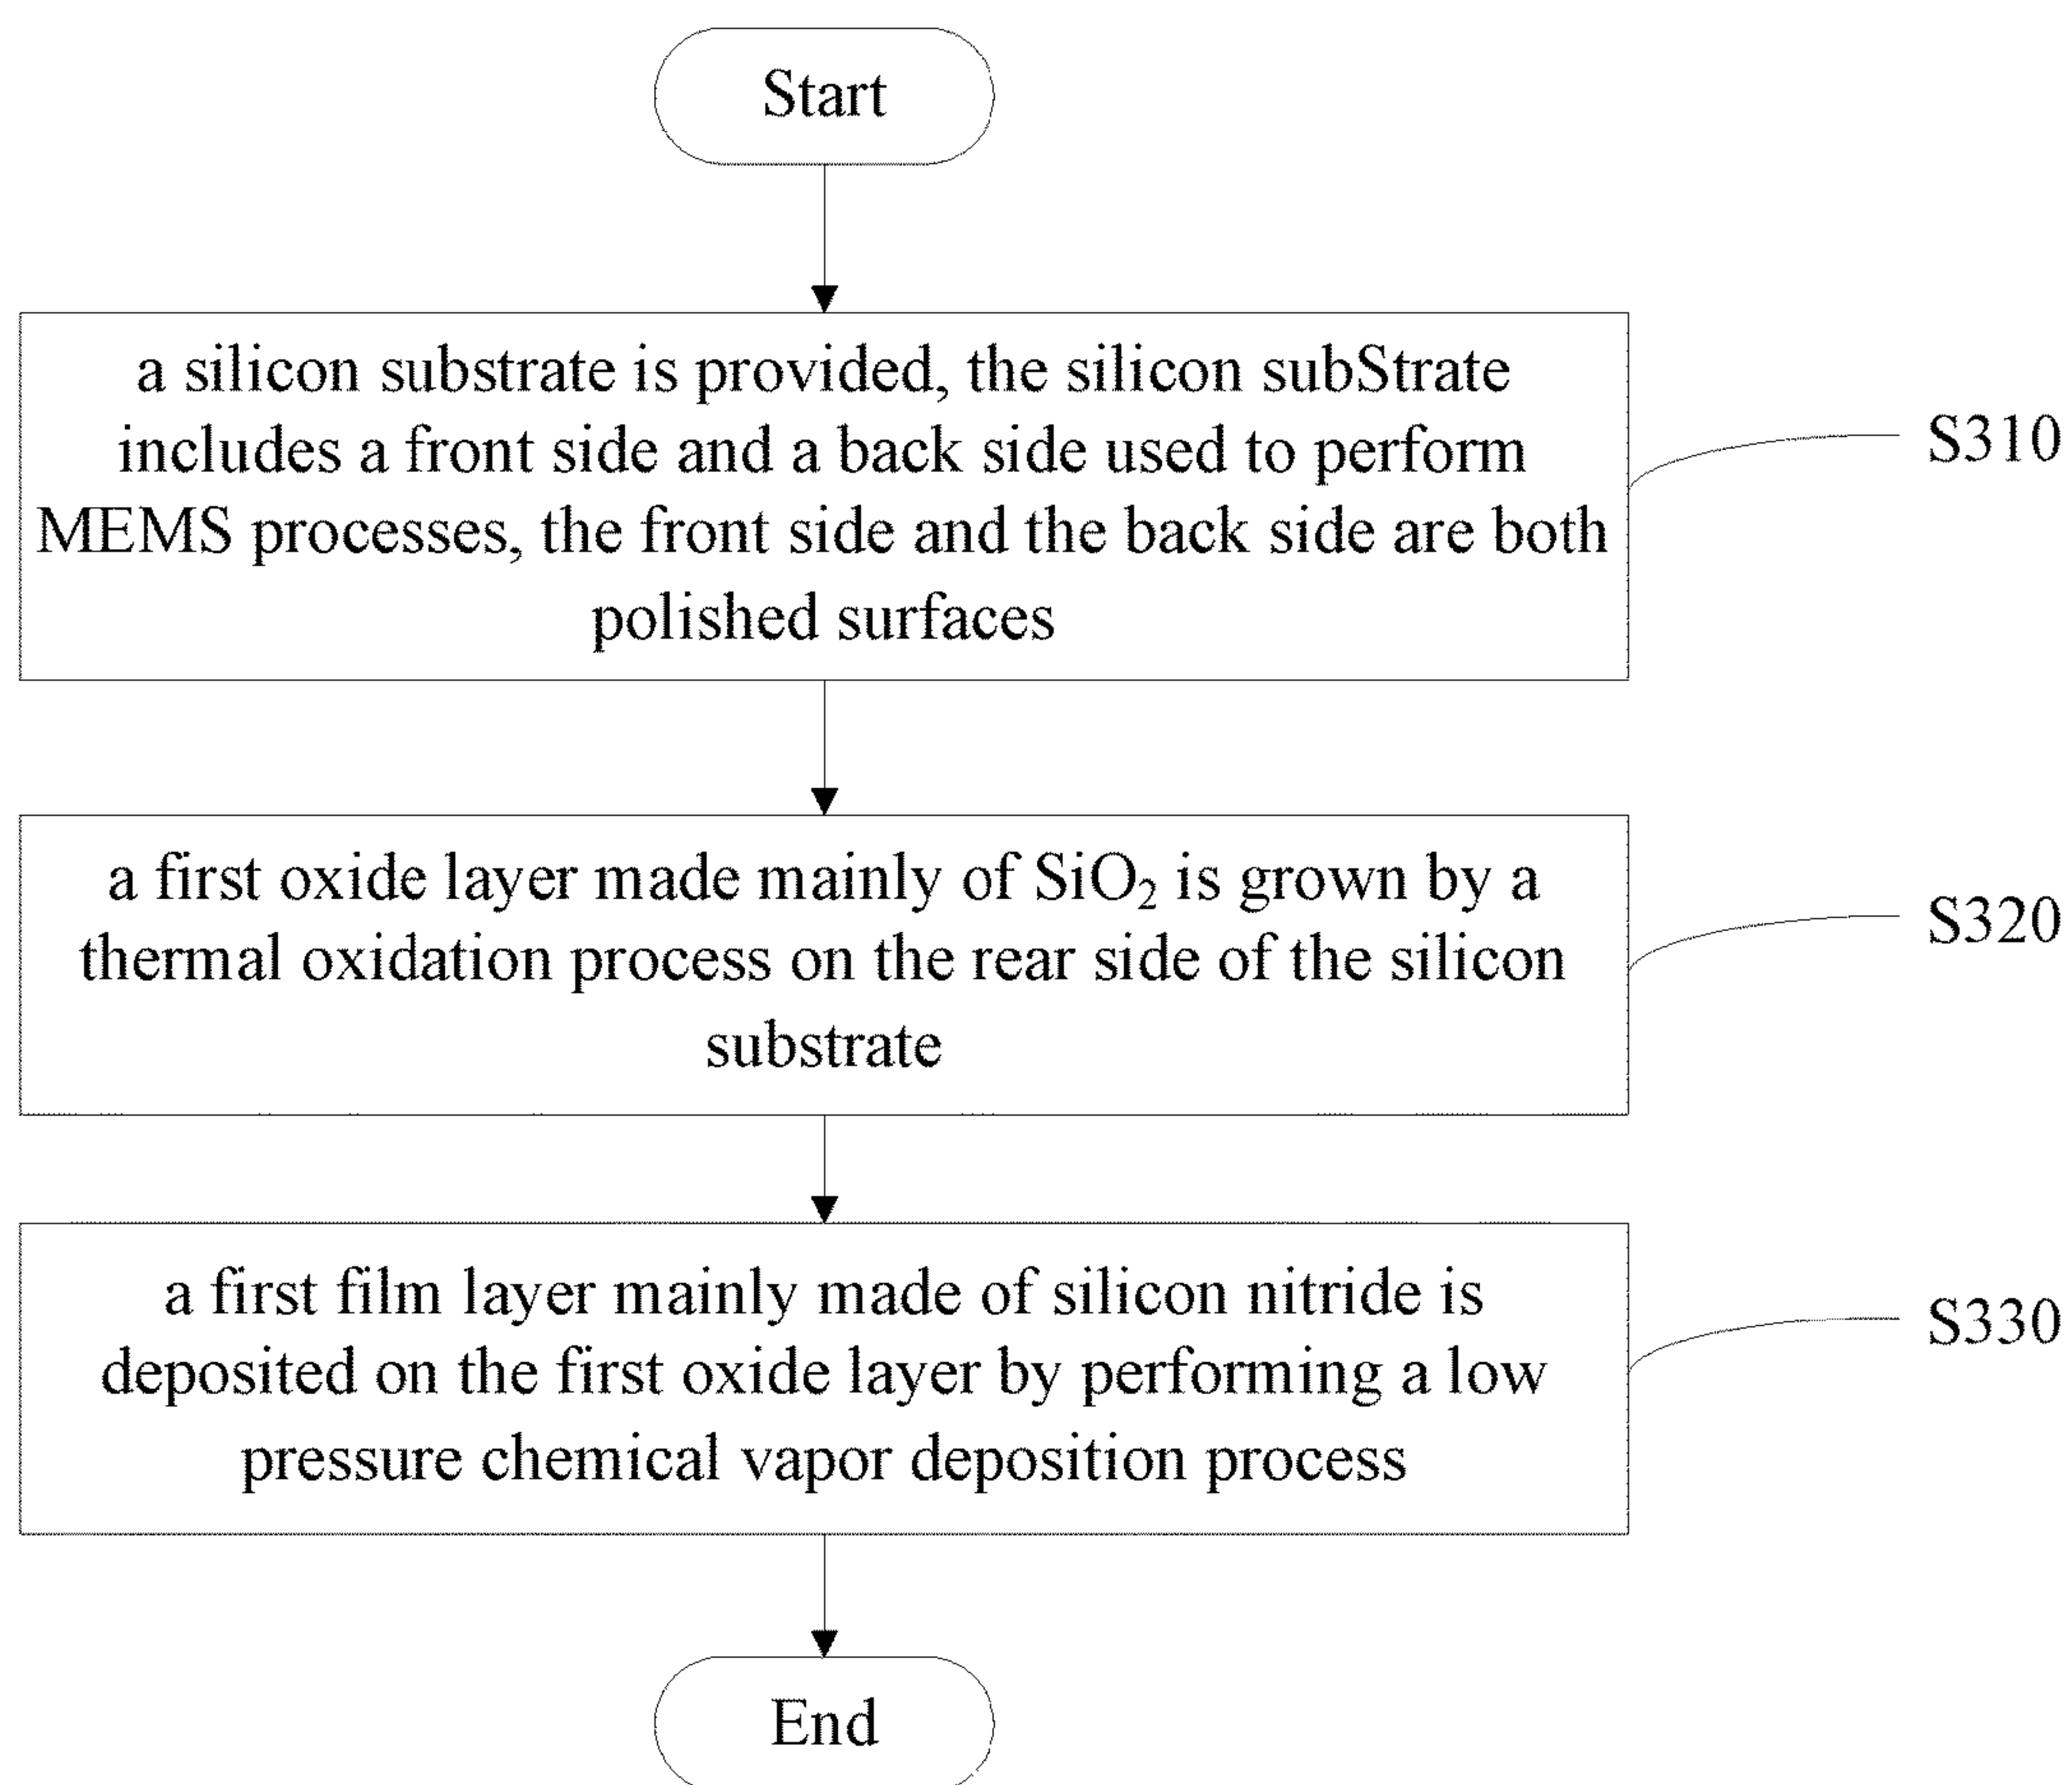 Start
a silicon substrate is provided, the silicon subStrate
includes a front side and a back side used to perform
MEMS processes, the front side and the back side are both
polished surfaces
S310
a first oxide layer made mainly of SiO₂ is grown by a
thermal oxidation process on the rear side of the silicon
substrate
S320
a first film layer mainly made of silicon nitride is
deposited on the first oxide layer by performing a low
pressure chemical vapor deposition process
S330
End